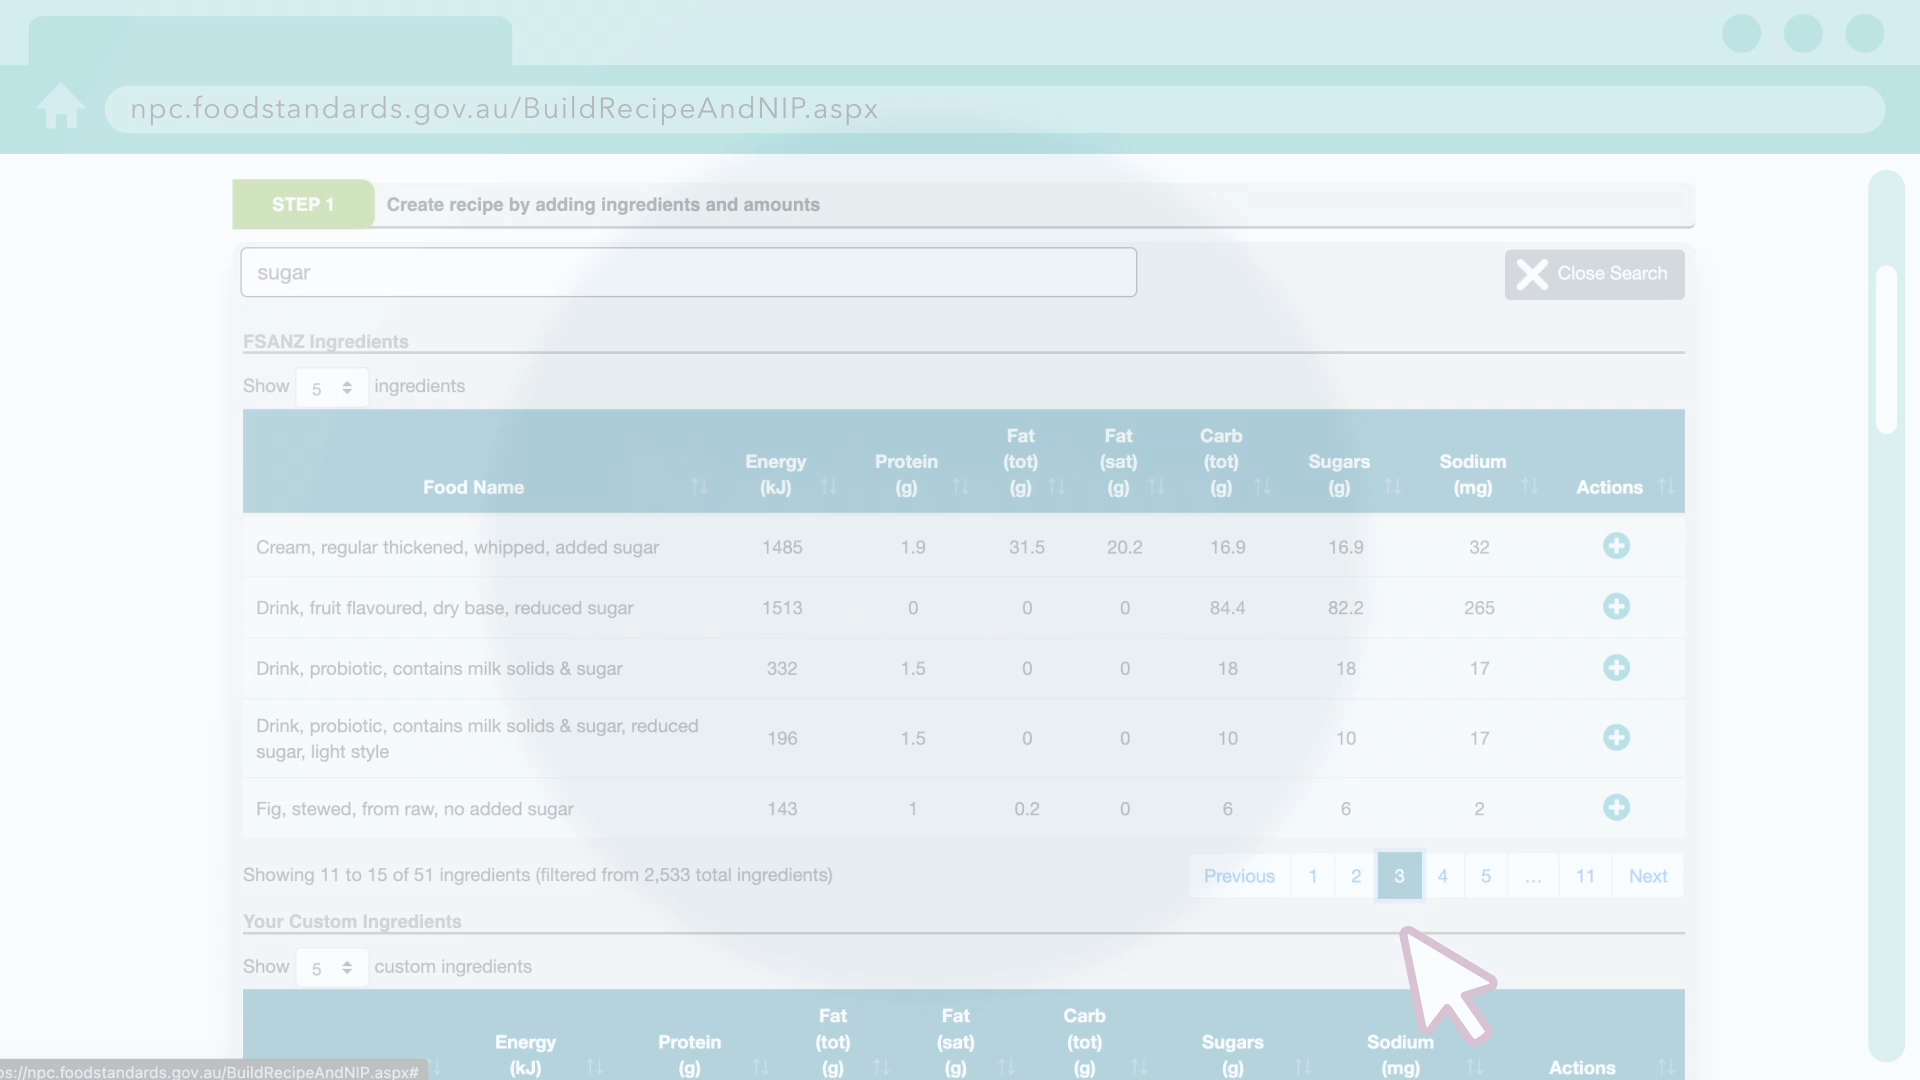 npc.foodstandards.gov.au/BuildRecipeAndNIP.aspx
STEP 1 Create recipe by adding ingredients and amounts
sugar
Close Search
FSANZ Ingredients
Show 5 ingredients
Food Name Energy (kJ) Protein (g) Fat (tot) (g) Fat (sat) (g) Carb (tot) (g) Sugars (g) Sodium (mg) Actions
Cream, regular thickened, whipped, added sugar 1485 1.9 31.5 20.2 16.9 16.9 32
Drink, fruit flavoured, dry base, reduced sugar 1513 0 0 0 84.4 82.2 265
Drink, probiotic, contains milk solids & sugar 332 1.5 0 0 18 18 17
Drink, probiotic, contains milk solids & sugar, reduced
sugar, light style 196 1.5 0 0 10 10 17
Fig, stewed, from raw, no added sugar 143 1 0.2 0 6 6 2
Showing 11 to 15 of 51 ingredients (filtered from 2,533 total ingredients)
Previous 1 2 3 4 5 ... 11 Next
Your Custom Ingredients
Show 5 custom ingredients
Energy (kJ) Protein (g) Fat (tot) (g) Fat (sat) (g) Carb (tot) (g) Sugars (g) Sodium (mg) Actions
ps://npc.foodstandards.gov.au/BuildRecipeAndNIP.aspx#